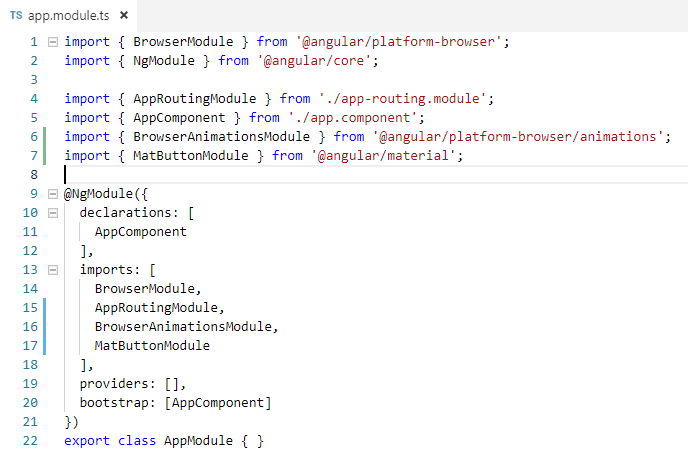 TS app.module.ts ×
1 import { BrowserModule } from '@angular/platform-browser';
2 import { NgModule } from '@angular/core';
3
4 import { AppRoutingModule } from './app-routing.module';
5 import { AppComponent } from './app.component';
6 import { BrowserAnimationsModule } from '@angular/platform-browser/animations';
7 import { MatButtonModule } from '@angular/material';
8
9 @NgModule({
10   declarations: [
11     AppComponent
12   ],
13   imports: [
14     BrowserModule,
15     AppRoutingModule,
16     BrowserAnimationsModule,
17     MatButtonModule
18   ],
19   providers: [],
20   bootstrap: [AppComponent]
21 })
22 export class AppModule { }